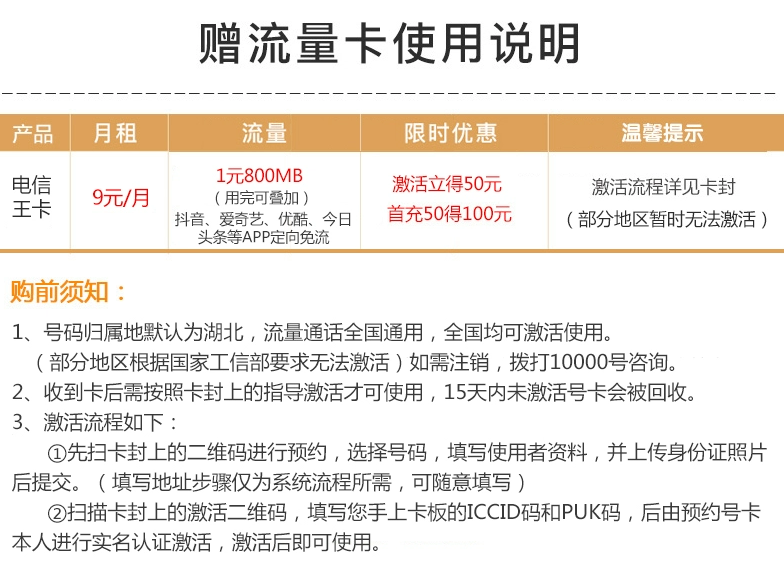 赠流量卡使用说明
产品 月租 流量 限时优惠 温馨提示
电信王卡 9元/月 1元800MB 激活立得50元 激活流程详见卡封
（用完可叠加） 首充50得100元 （部分地区暂时无法激活）
抖音、爱奇艺、优酷、今日
头条等APP定向免流
购前须知：
1、号码归属地默认为湖北，流量通话全国通用，全国均可激活使用。
（部分地区根据国家工信部要求无法激活）如需注销，拨打10000号咨询。
2、收到卡后需按照卡封上的指导激活才可使用，15天内未激活号卡会被回收。
3、激活流程如下：
①先扫卡封上的二维码进行预约，选择号码，填写使用者资料，并上传身份证照片
后提交。（填写地址步骤仅为系统流程所需，可随意填写）
②扫描卡封上的激活二维码，填写您手上卡板的ICCID码和PUK码，后由预约号卡
本人进行实名认证激活，激活后即可使用。